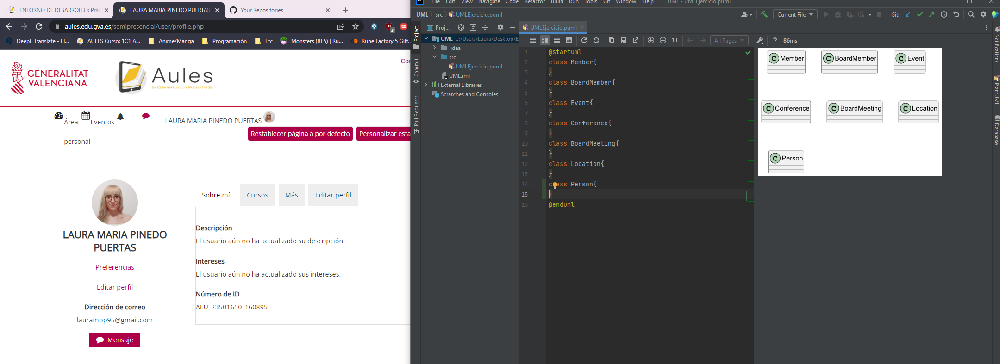 ENTORNO DE DESARROLLO: Prá
LAURA MARIA PINEDO PUERTAS
Your Repositories
aules.edu.gva.es/semipresencial/user/profile.php
3
DeepL Translate - El...
AULES Curso: 1C1 A...
Anime/Manga
Programación
Etc
Monsters (RF5) | Ru...
Rune Factory 5 Gift...
GENERALITAT
VALENCIANA
Aules
ENTORN VIRTUAL D'APRENENTATGE
Área
personal
Eventos
LAURA MARIA PINEDO PUERTAS
Restablecer página a por defecto
Personalizar esta
LAURA MARIA PINEDO
PUERTAS
Preferencias
Editar perfil
Dirección de correo
laurampp95@gmail.com
Mensaje
Sobre mí
Cursos
Más
Editar perfil
Descripción
El usuario aún no ha actualizado su descripción.
Intereses
El usuario aún no ha actualizado sus intereses.
Número de ID
ALU_23501650_160895
File Edit View Navigate Code Refactor Build Run Tools Git Window Help
UML - UMLEjercicio.puml
UML
src
UMLEjercicio.puml
Current File
Git:
Project
Commit
Pull Requests
Proj...
UML C:\Users\Laura\Desktop\E
.idea
src
UMLEjercicio.puml
UML.iml
External Libraries
Scratches and Consoles
UMLEjercicio.puml
1:1
All Pages
?
86ms
1 @startuml
2 class Member{
3 }
4 class BoardMember{
5 }
6 class Event{
7 }
8 class Conference{
9 }
10 class BoardMeeting{
11 }
12 class Location{
13 }
14 class Person{
15 }
16 @enduml
C Member
C BoardMember
C Event
C Conference
C BoardMeeting
C Location
C Person
Notifications
PlantUML
Database